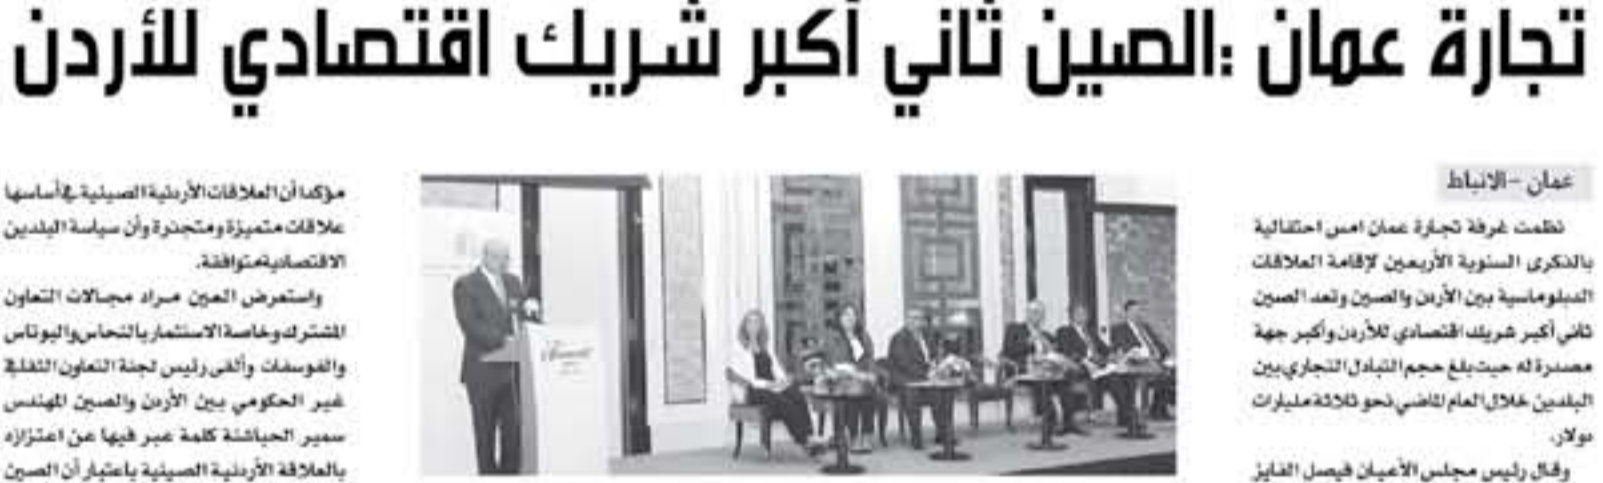 تجارة عمان :الصين ثاني أكبر شريك اقتصادي للأردن
عمان -الانباط
نظمت غرفة تجارة عمان امس احتفالية
بالذكرى السنوية الأربعين لإقامة العلاقات
الدبلوماسية بين الأردن والصين وتعد الصين
ثاني أكبر شريك اقتصادي للأردن وأكبر جهة
مصدرة له حيث بلغ حجم التبادل التجاري بين
البلدين خلال العام الماضي نحو ثلاثة مليارات
دولار.
وقال رئيس مجلس الأعيان فيصل الفايز
مؤكدا أن العلاقات الأردنية الصينية في أساسها
علاقات متميزة ومتجذرة وأن سياسة البلدين
الاقتصادية متوافقة.
واستعرض العين مراد مجالات التعاون
المشترك وخاصة الاستثمار بالنحاس والبوتاس
والفوسفات وألقى رئيس لجنة التعاون
غير الحكومي بين الأردن والصين المهندس
سمير الحباشنة كلمة عبر فيها عن اعتزازه
بالعلاقة الأردنية الصينية باعتبار أن الصين